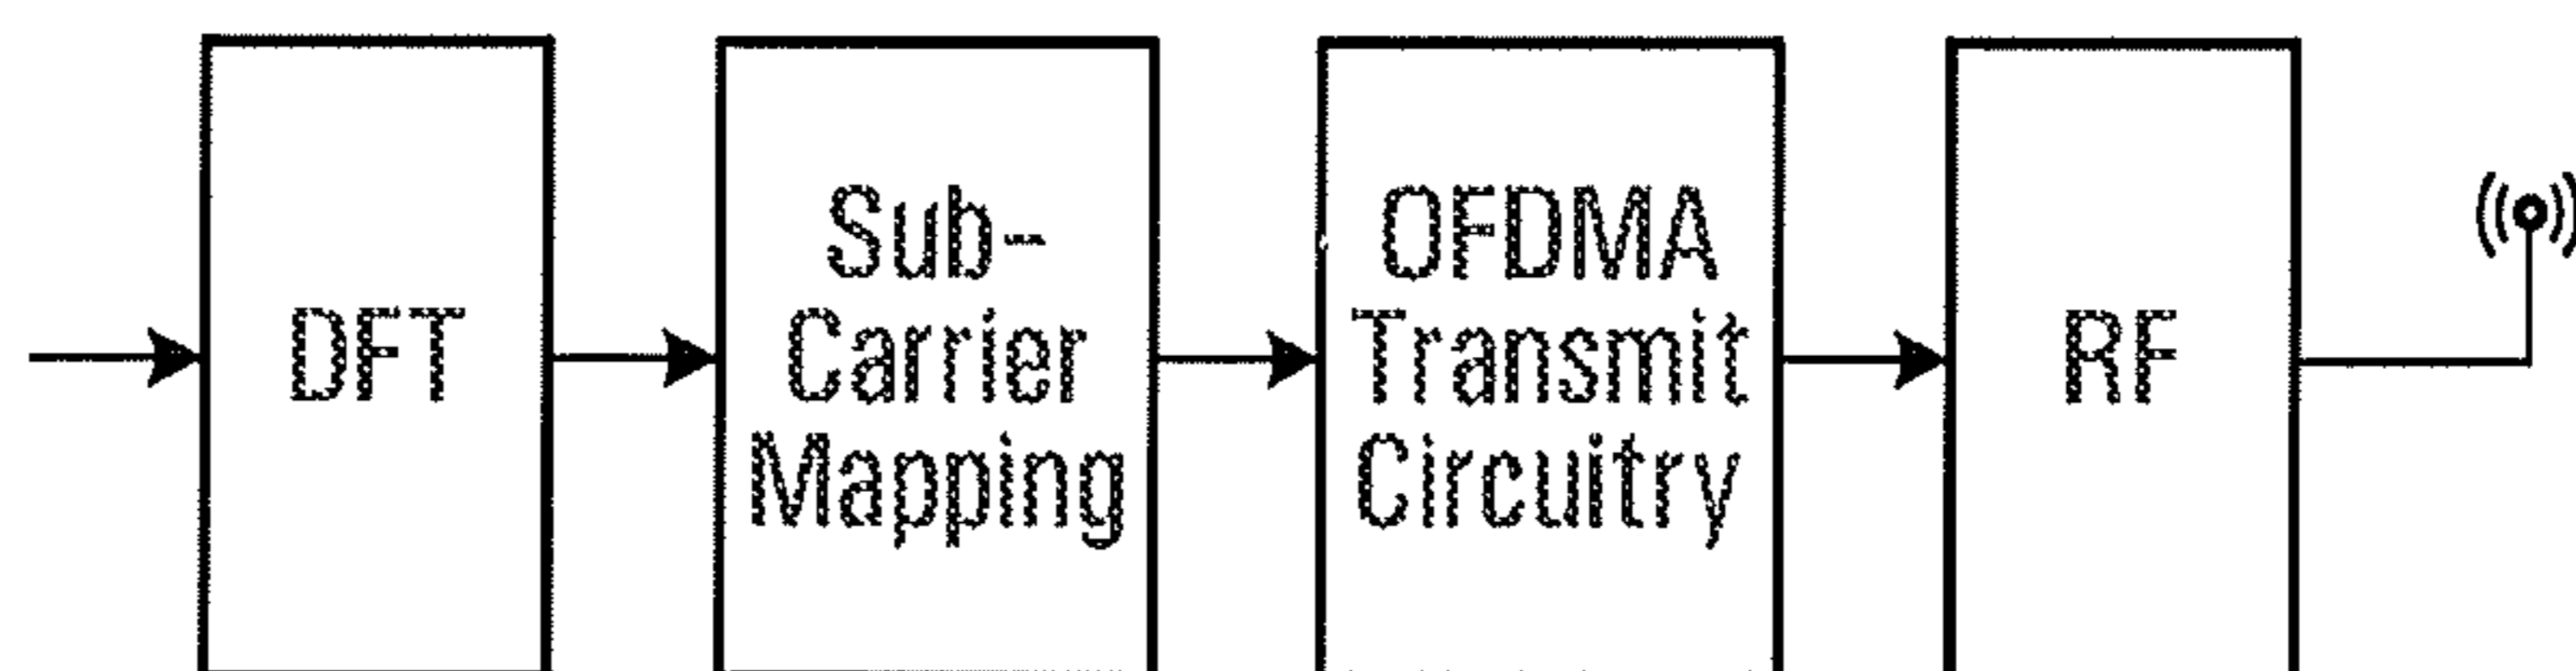 DFT
Sub-
Carrier
Mapping
OFDMA
Transmit
Circuitry
RF